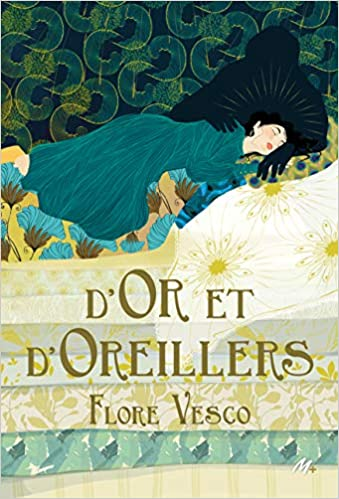 D'OR ET
D'OREILLERS
FLORE VESCO
M+